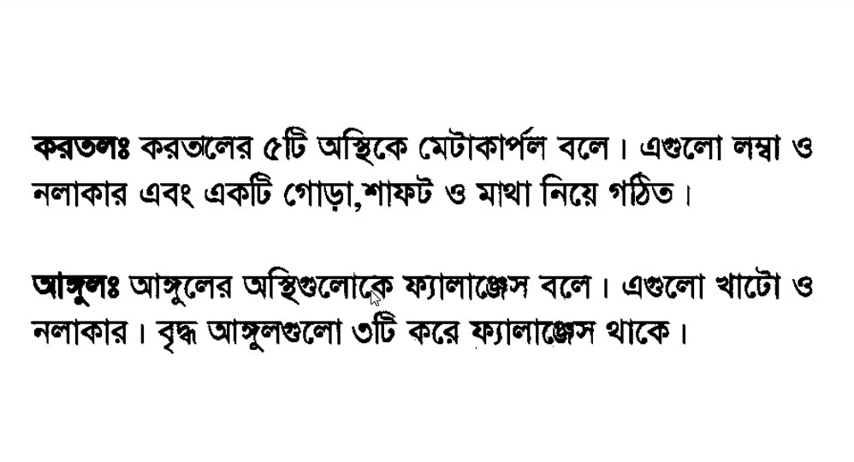 করতলঃ করতালের ৫টি অস্থিকে মেটাকার্পল বলে। এগুলো লম্বা ও
নলাকার এবং একটি গোড়া,শাফট ও মাথা নিয়ে গঠিত।
আঙ্গুলঃ আঙ্গুলের অস্থিগুলোকে ফ্যালাঞ্জেস বলে। এগুলো খাটো ও
নলাকার। বৃদ্ধ আঙ্গুলগুলো ৩টি করে ফ্যালাঞ্জেস থাকে।